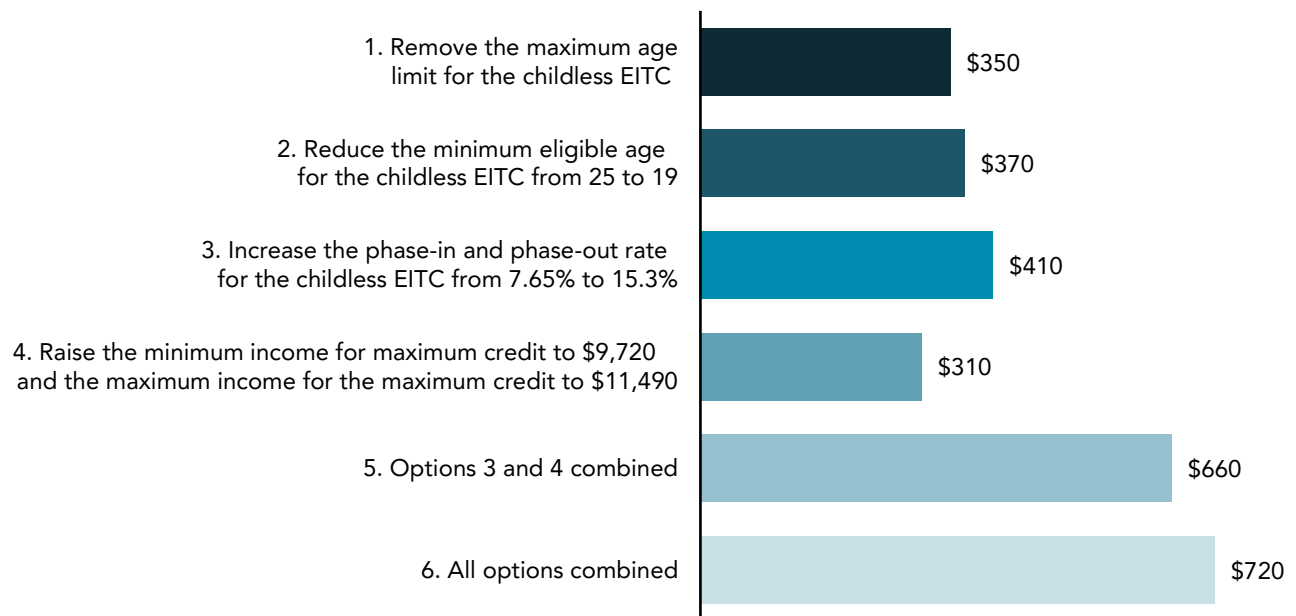 1. Remove the maximum age
limit for the childless EITC
$350
2. Reduce the minimum eligible age
for the childless EITC from 25 to 19
$370
3. Increase the phase-in and phase-out rate
for the childless EITC from 7.65% to 15.3%
$410
4. Raise the minimum income for maximum credit to $9,720
and the maximum income for the maximum credit to $11,490
$310
5. Options 3 and 4 combined
$660
6. All options combined
$720